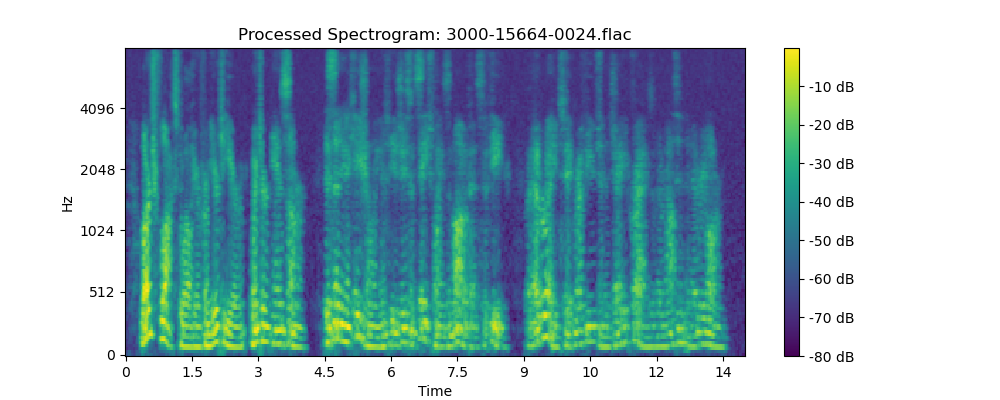 Processed Spectrogram: 3000-15664-0024.flac
Hz
4096
2048
1024
512
0
0 1.5 3 4.5 6 7.5 9 10 12 14
Time
-10 dB
-20 dB
-30 dB
-40 dB
-50 dB
-60 dB
-70 dB
-80 dB